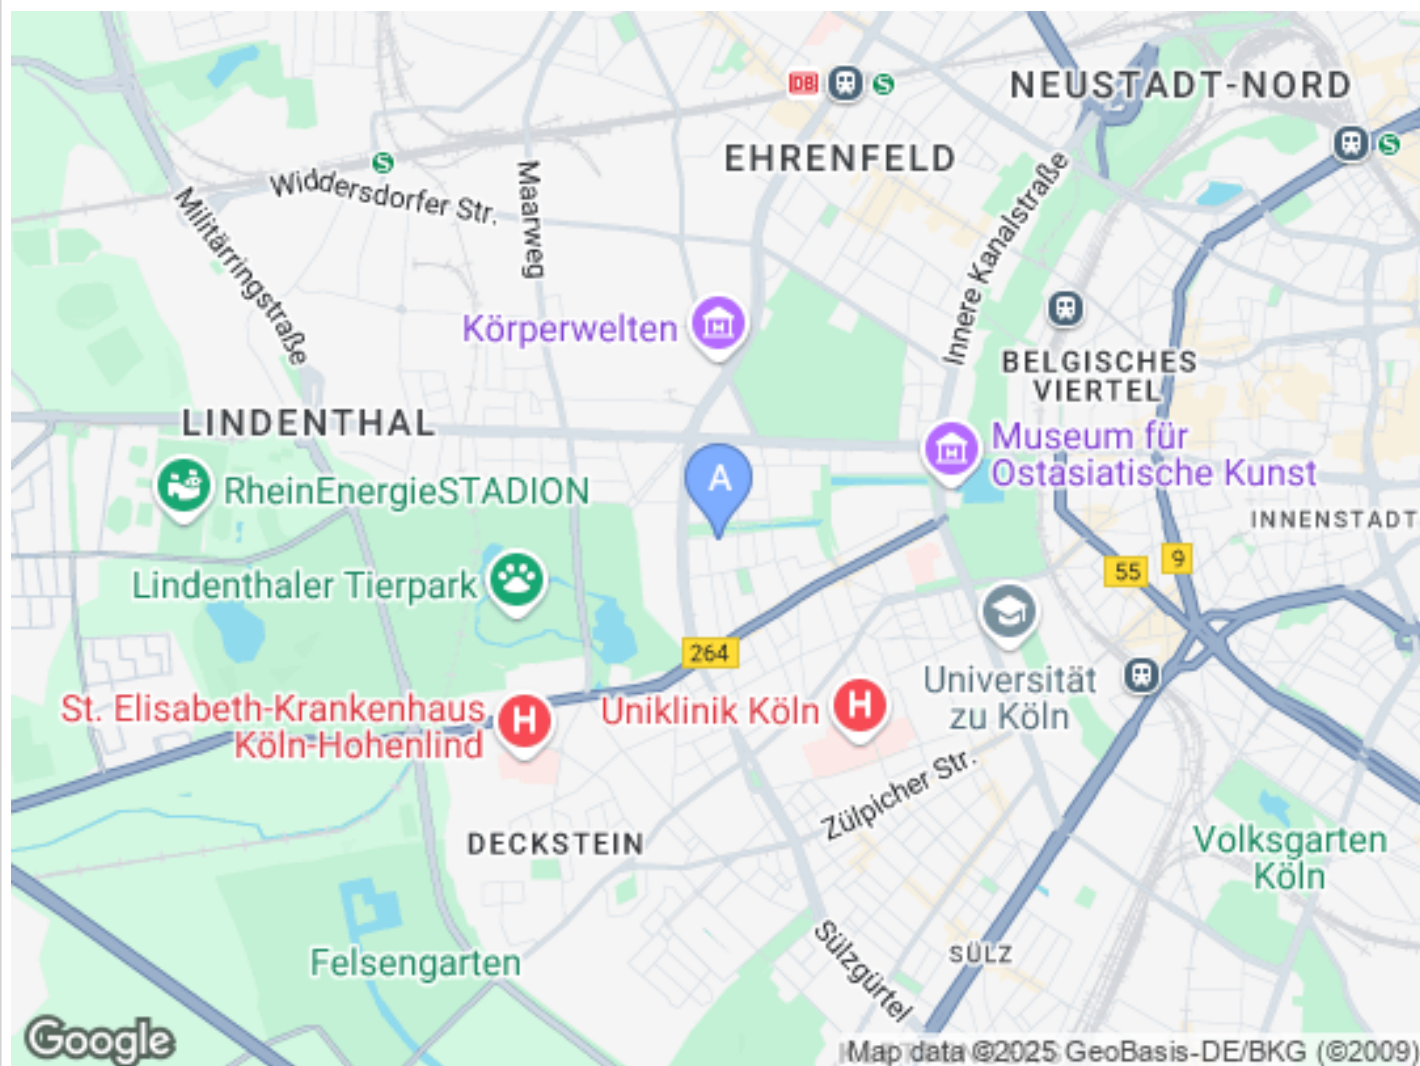 DB
S
NEUSTADT-NORD
S
EHRENFELD
S
Widdersdorfer Str.
Maarweg
Militärringstraße
Innere Kanalstraße
Körperwelten
BELGISCHES
VIERTEL
LINDENTHAL
Museum für
Ostasiatische Kunst
A
RheinEnergieSTADION
INNENSTADT
9
55
Lindenthaler Tierpark
264
Universität
zu Köln
St. Elisabeth-Krankenhaus
Köln-Hohenlind
H
Uniklinik Köln
H
Zülpicher Str.
DECKSTEIN
Volksgarten
Köln
Felsengarten
Sülzgürtel
SÜLZ
Google
Map data ©2025 GeoBasis-DE/BKG (©2009)